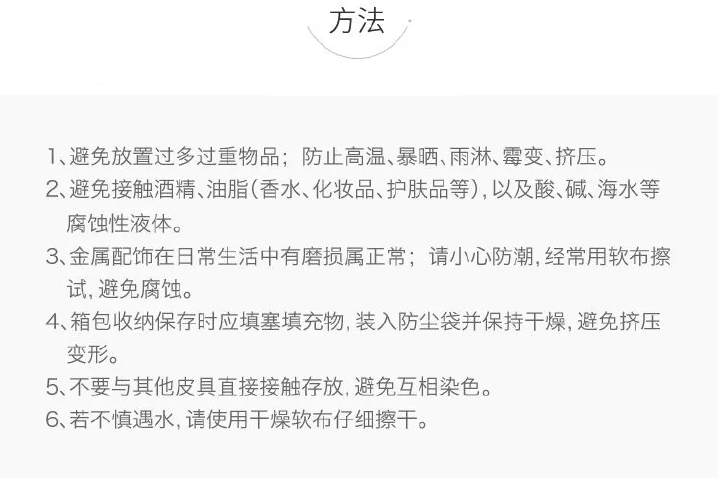 方法
1、避免放置过多过重物品；防止高温、暴晒、雨淋、霉变、挤压。
2、避免接触酒精、油脂(香水、化妆品、护肤品等)，以及酸、碱、海水等
腐蚀性液体。
3、金属配饰在日常生活中有磨损属正常；请小心防潮，经常用软布擦
试，避免腐蚀。
4、箱包收纳保存时应填塞填充物，装入防尘袋并保持干燥，避免挤压
变形。
5、不要与其他皮具直接接触存放，避免互相染色。
6、若不慎遇水，请使用干燥软布仔细擦干。